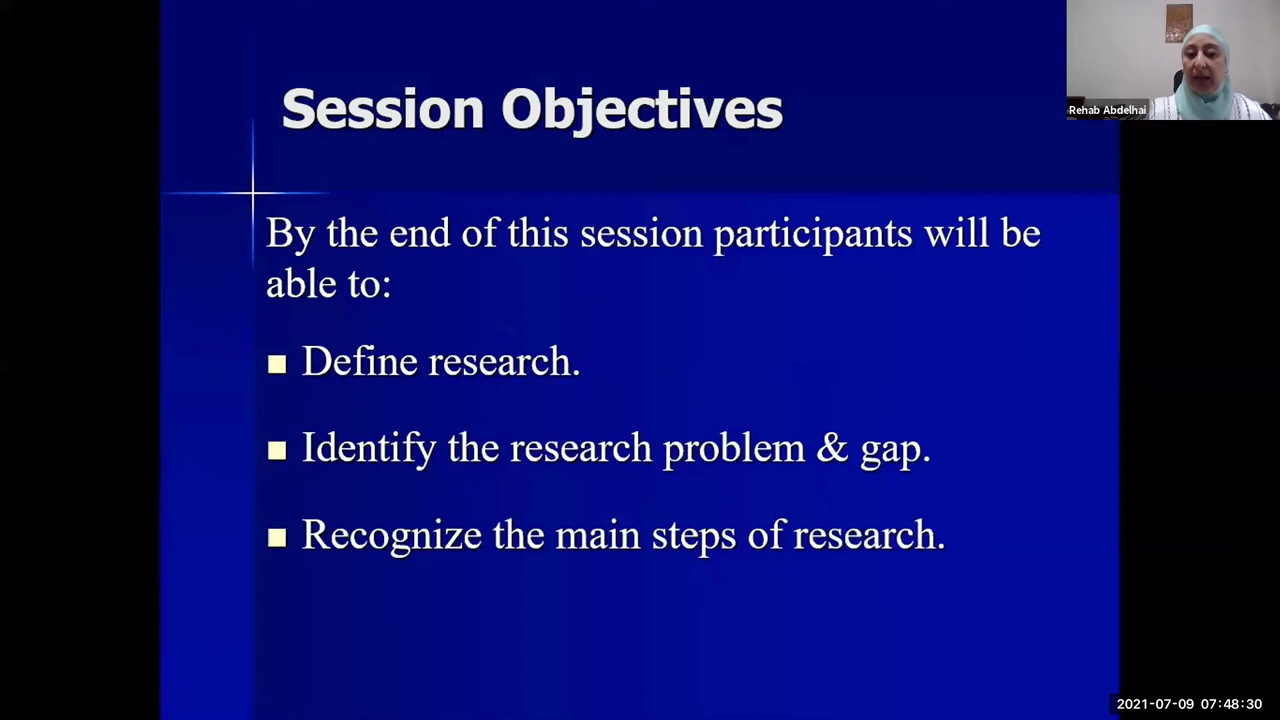 Session Objectives
Rehab Abdelhai
By the end of this session participants will be
able to:
Define research.
Identify the research problem & gap.
Recognize the main steps of research.
2021-07-09 07:48:30